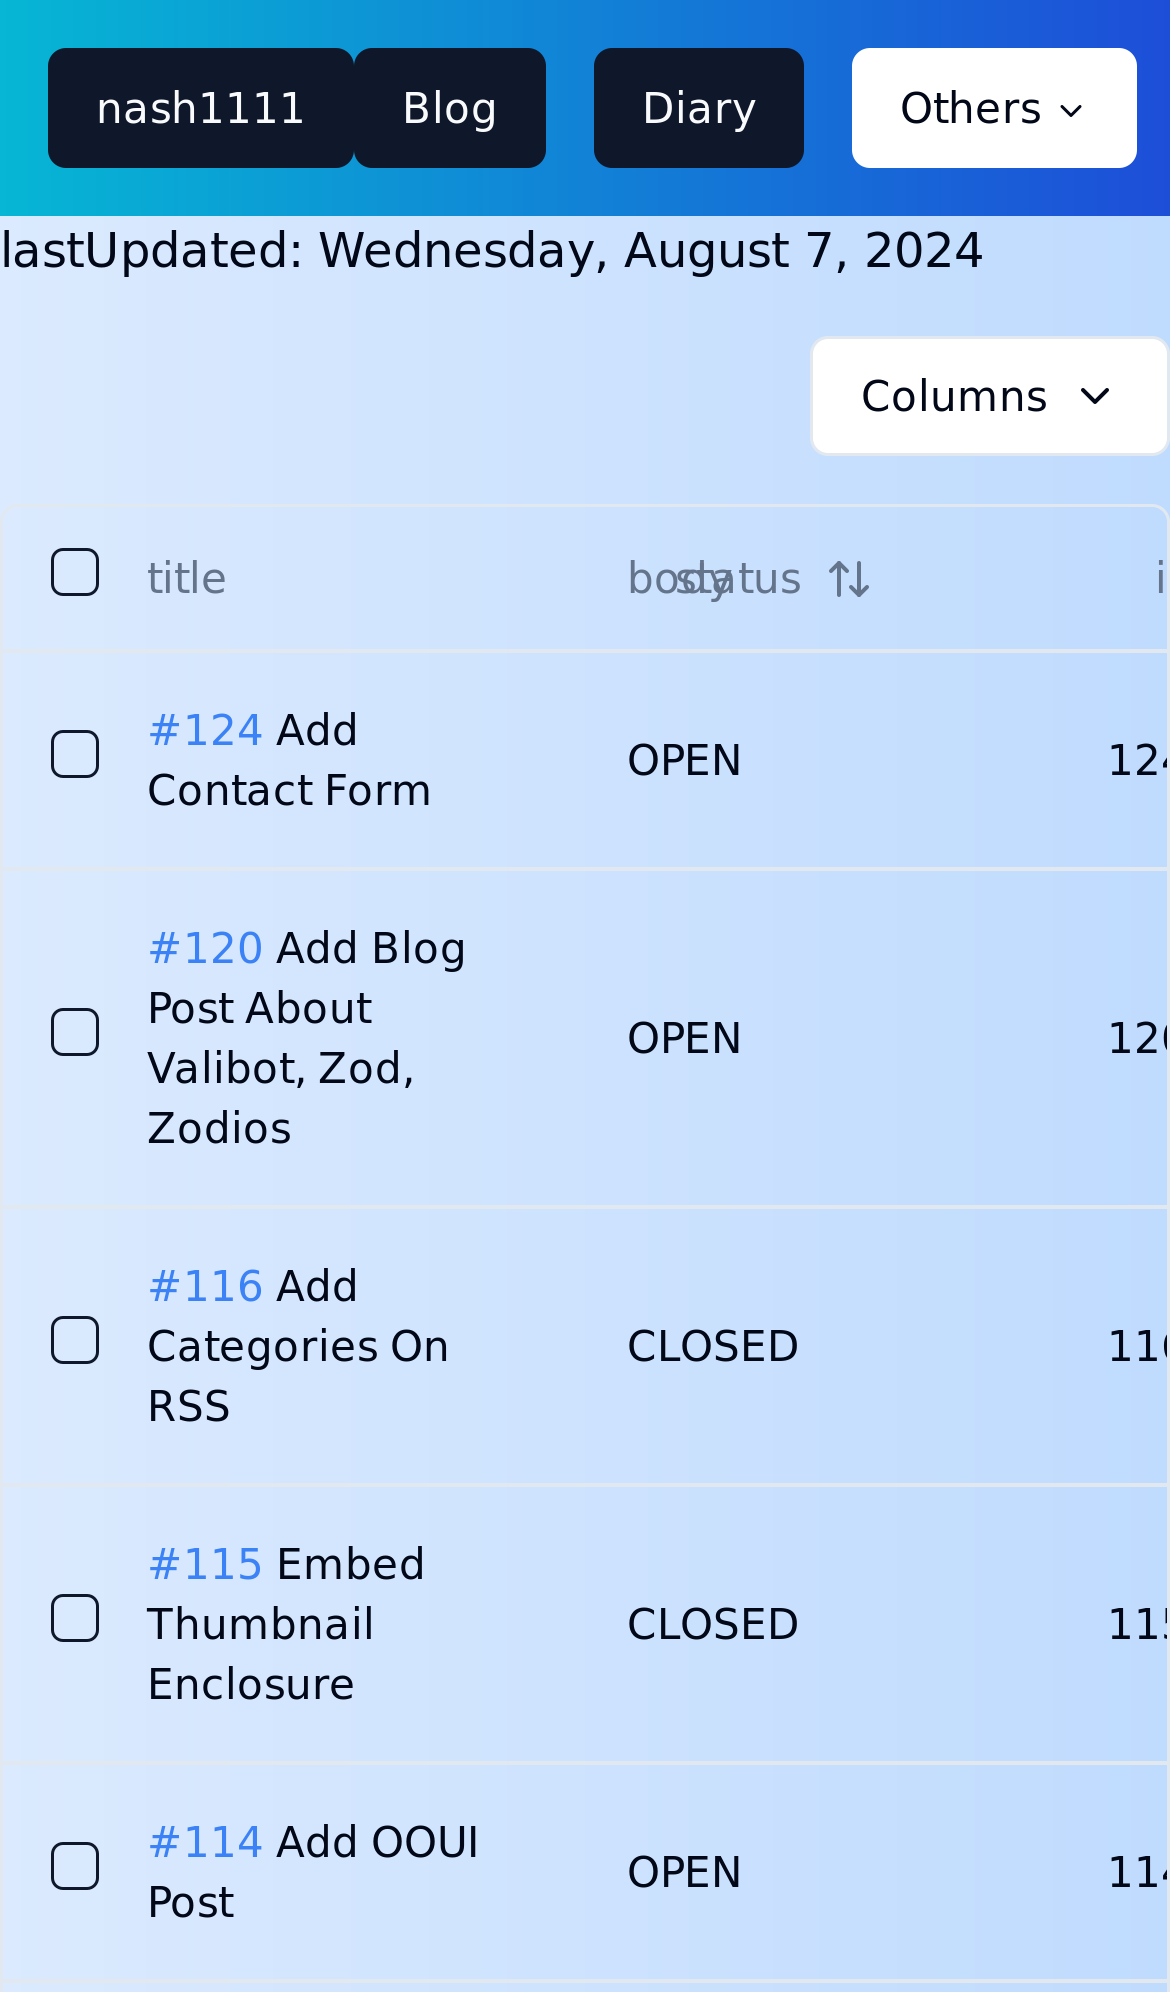 nash1111 Blog Diary Others
lastUpdated: Wednesday, August 7, 2024
Columns
title body status
#124 Add
Contact Form
OPEN
#120 Add Blog
Post About
Valibot, Zod,
Zodios
OPEN
#116 Add
Categories On
RSS
CLOSED
#115 Embed
Thumbnail
Enclosure
CLOSED
#114 Add OOUI
Post
OPEN